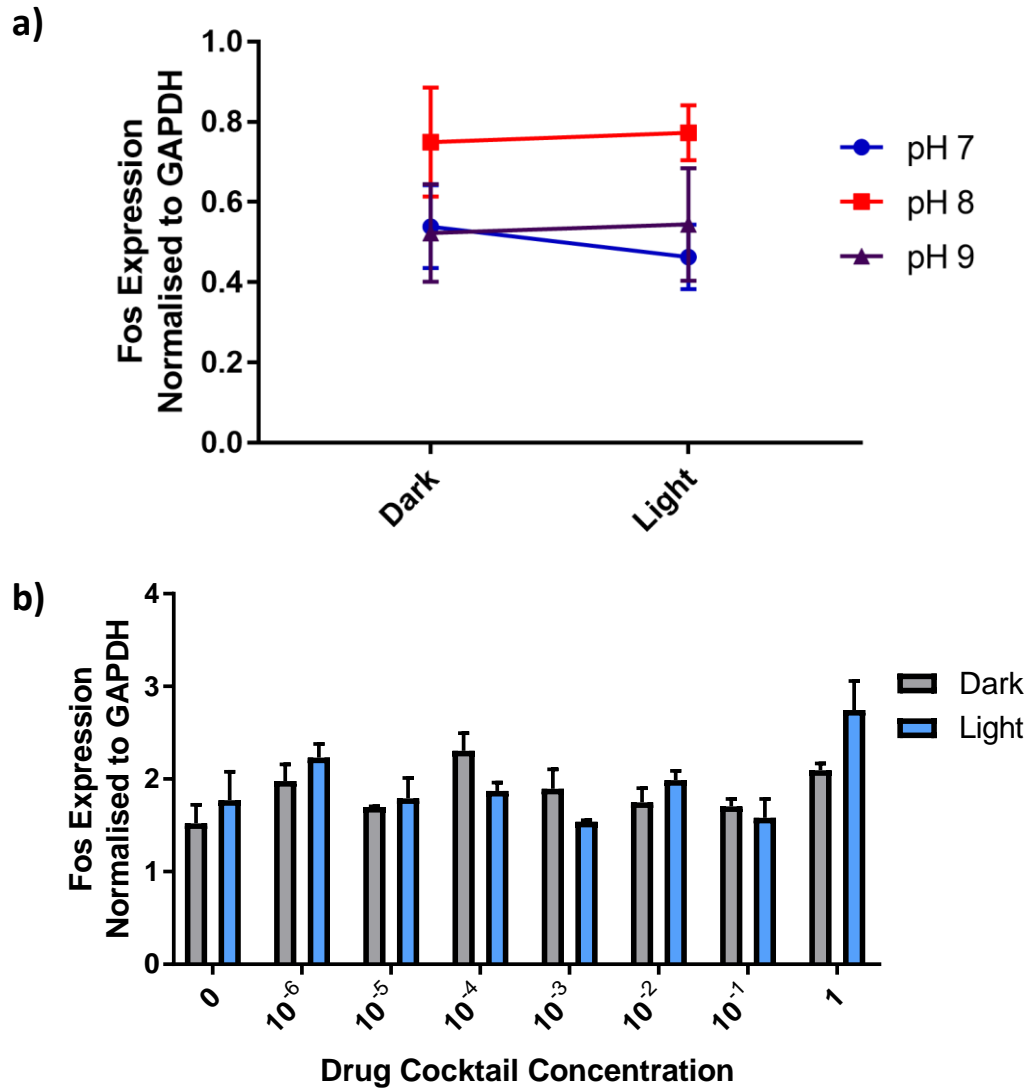 a)
Fos Expression
Normalised to GAPDH
1.0
0.8
0.6
0.4
0.2
0.0
Dark
Light
pH 7
pH 8
pH 9
b)
Fos Expression
Normalised to GAPDH
4
3
2
1
0
0
10⁻⁶
10⁻⁵
10⁻⁴
10⁻³
10⁻²
10⁻¹
1
Drug Cocktail Concentration
Dark
Light